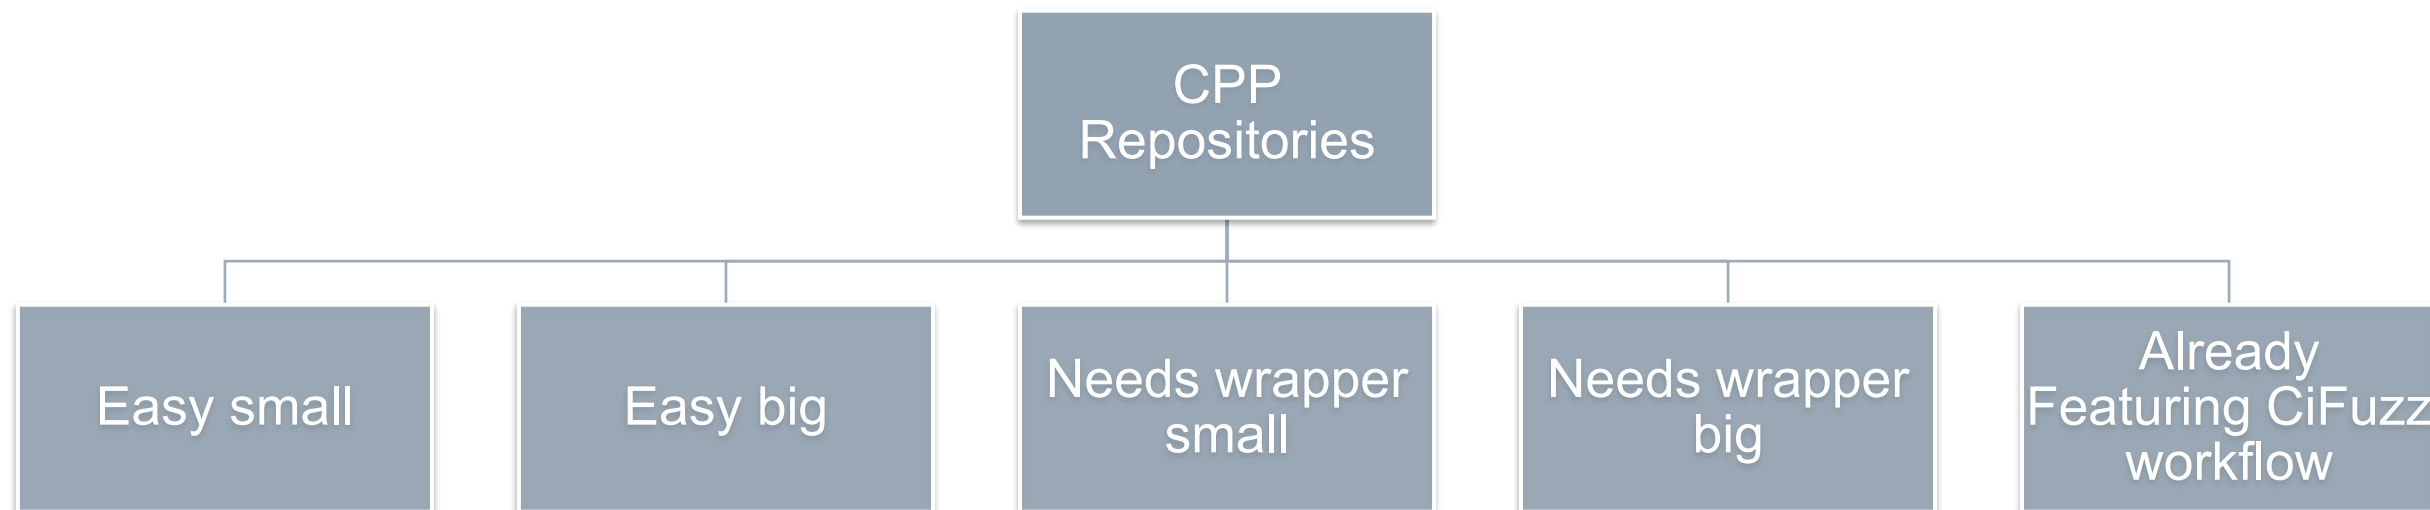 CPP
Repositories
Easy small
Easy big
Needs wrapper
small
Needs wrapper
big
Already
Featuring CiFuzz
workflow